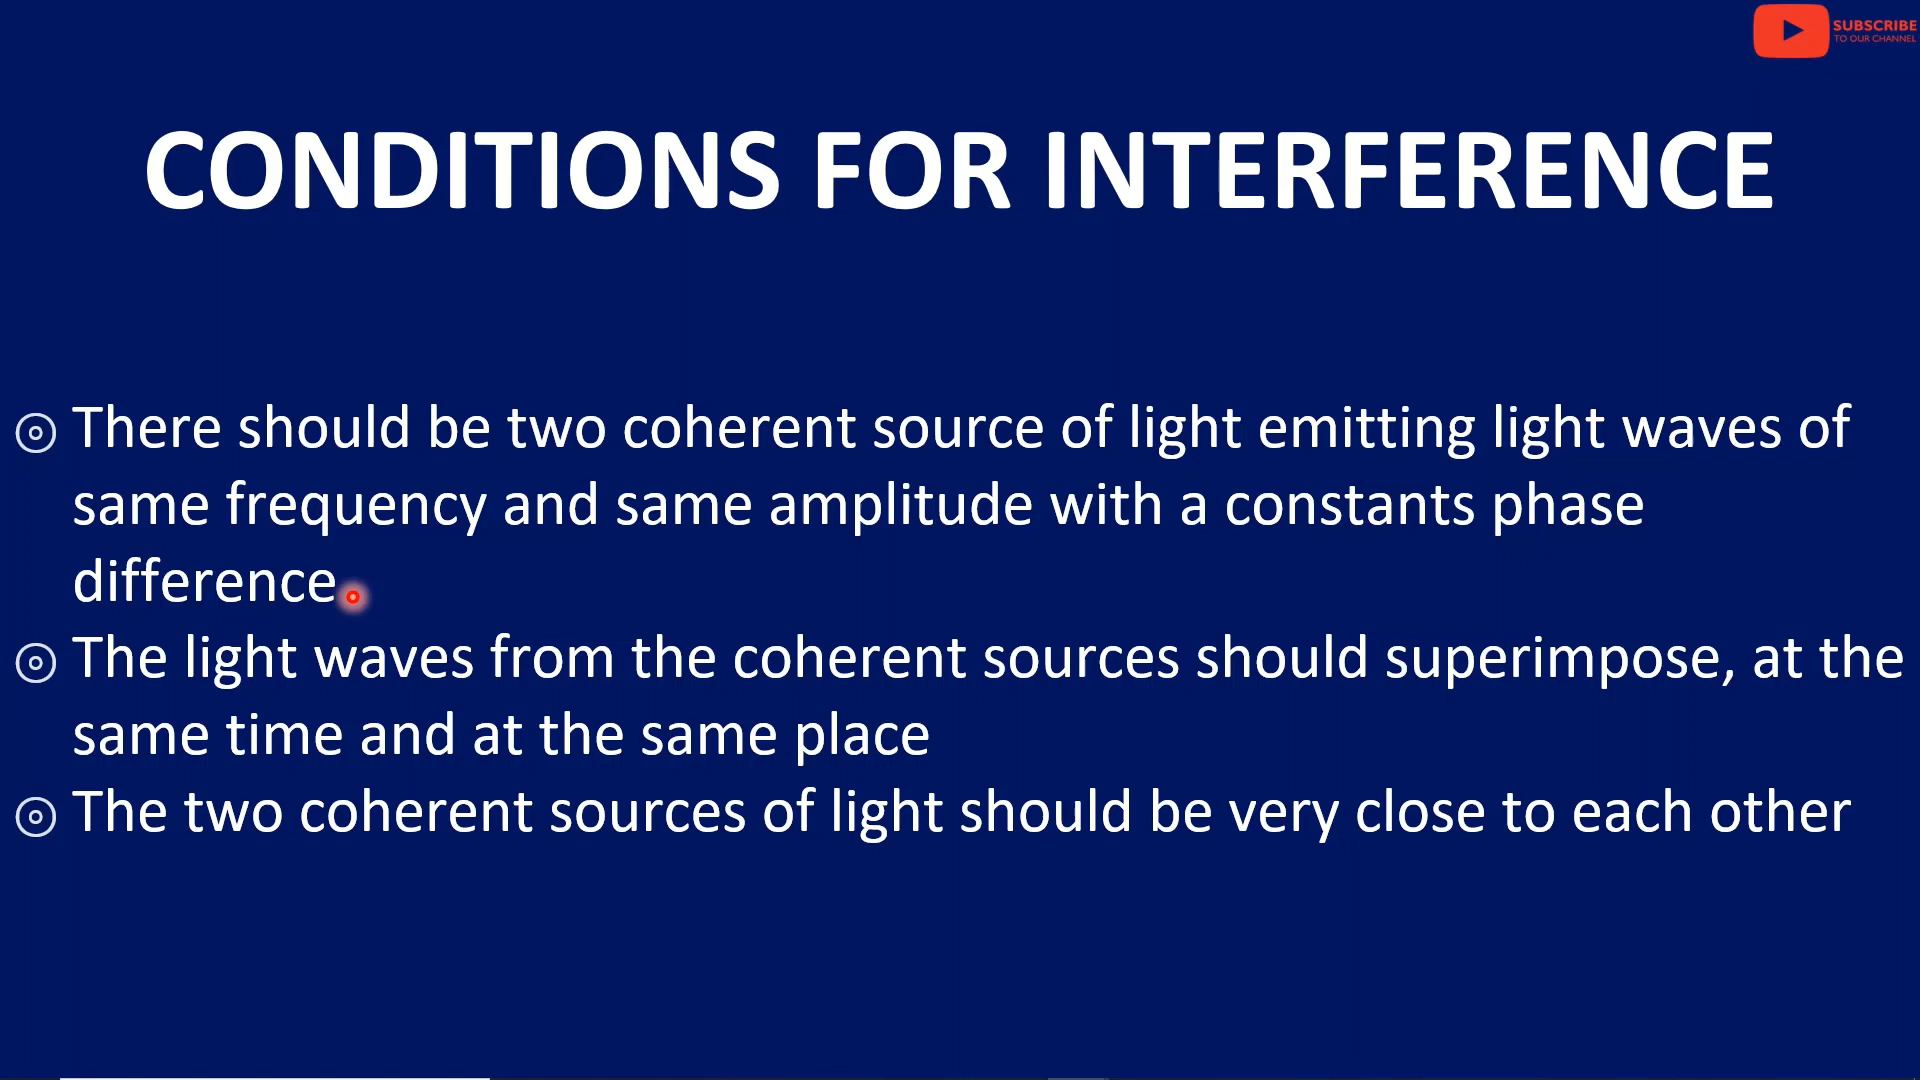 SUBSCRIBE
TO OUR CHANNEL
CONDITIONS FOR INTERFERENCE
There should be two coherent source of light emitting light waves of
same frequency and same amplitude with a constants phase
difference.
The light waves from the coherent sources should superimpose, at the
same time and at the same place
The two coherent sources of light should be very close to each other